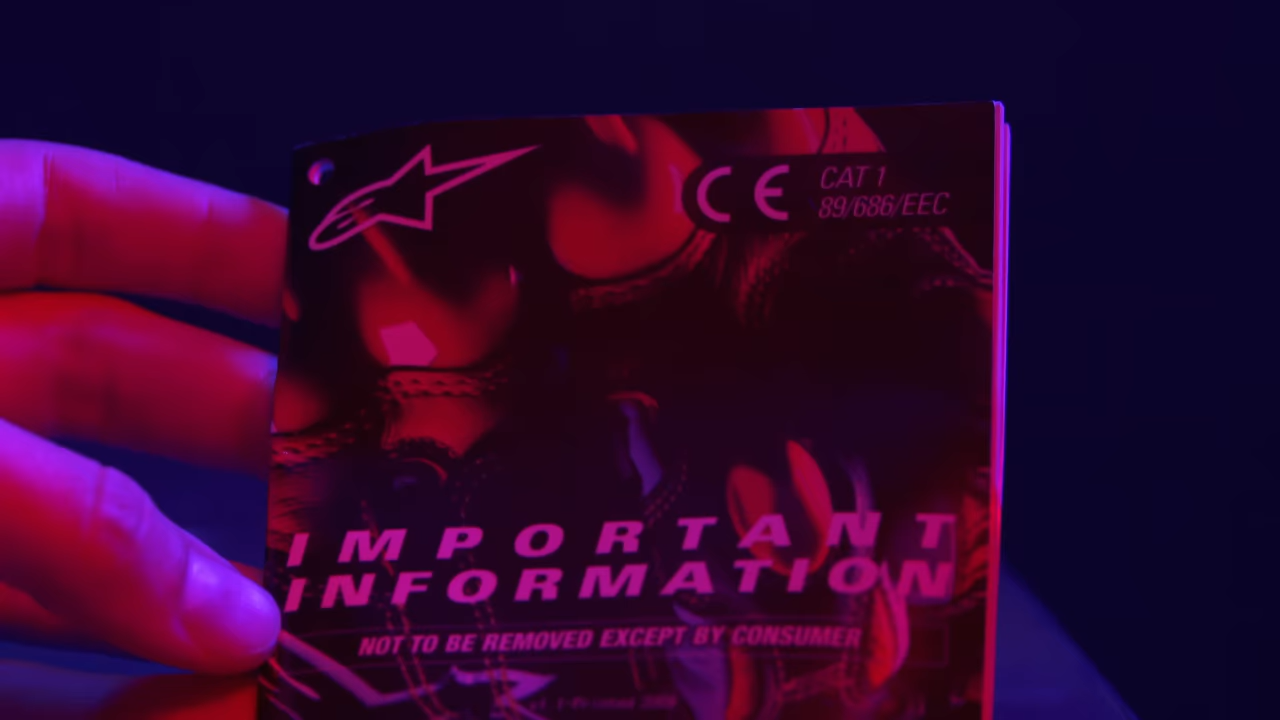 CE CAT 1
89/686/EEC
IMPORTANT
INFORMATION
NOT TO BE REMOVED EXCEPT BY CONSUMER